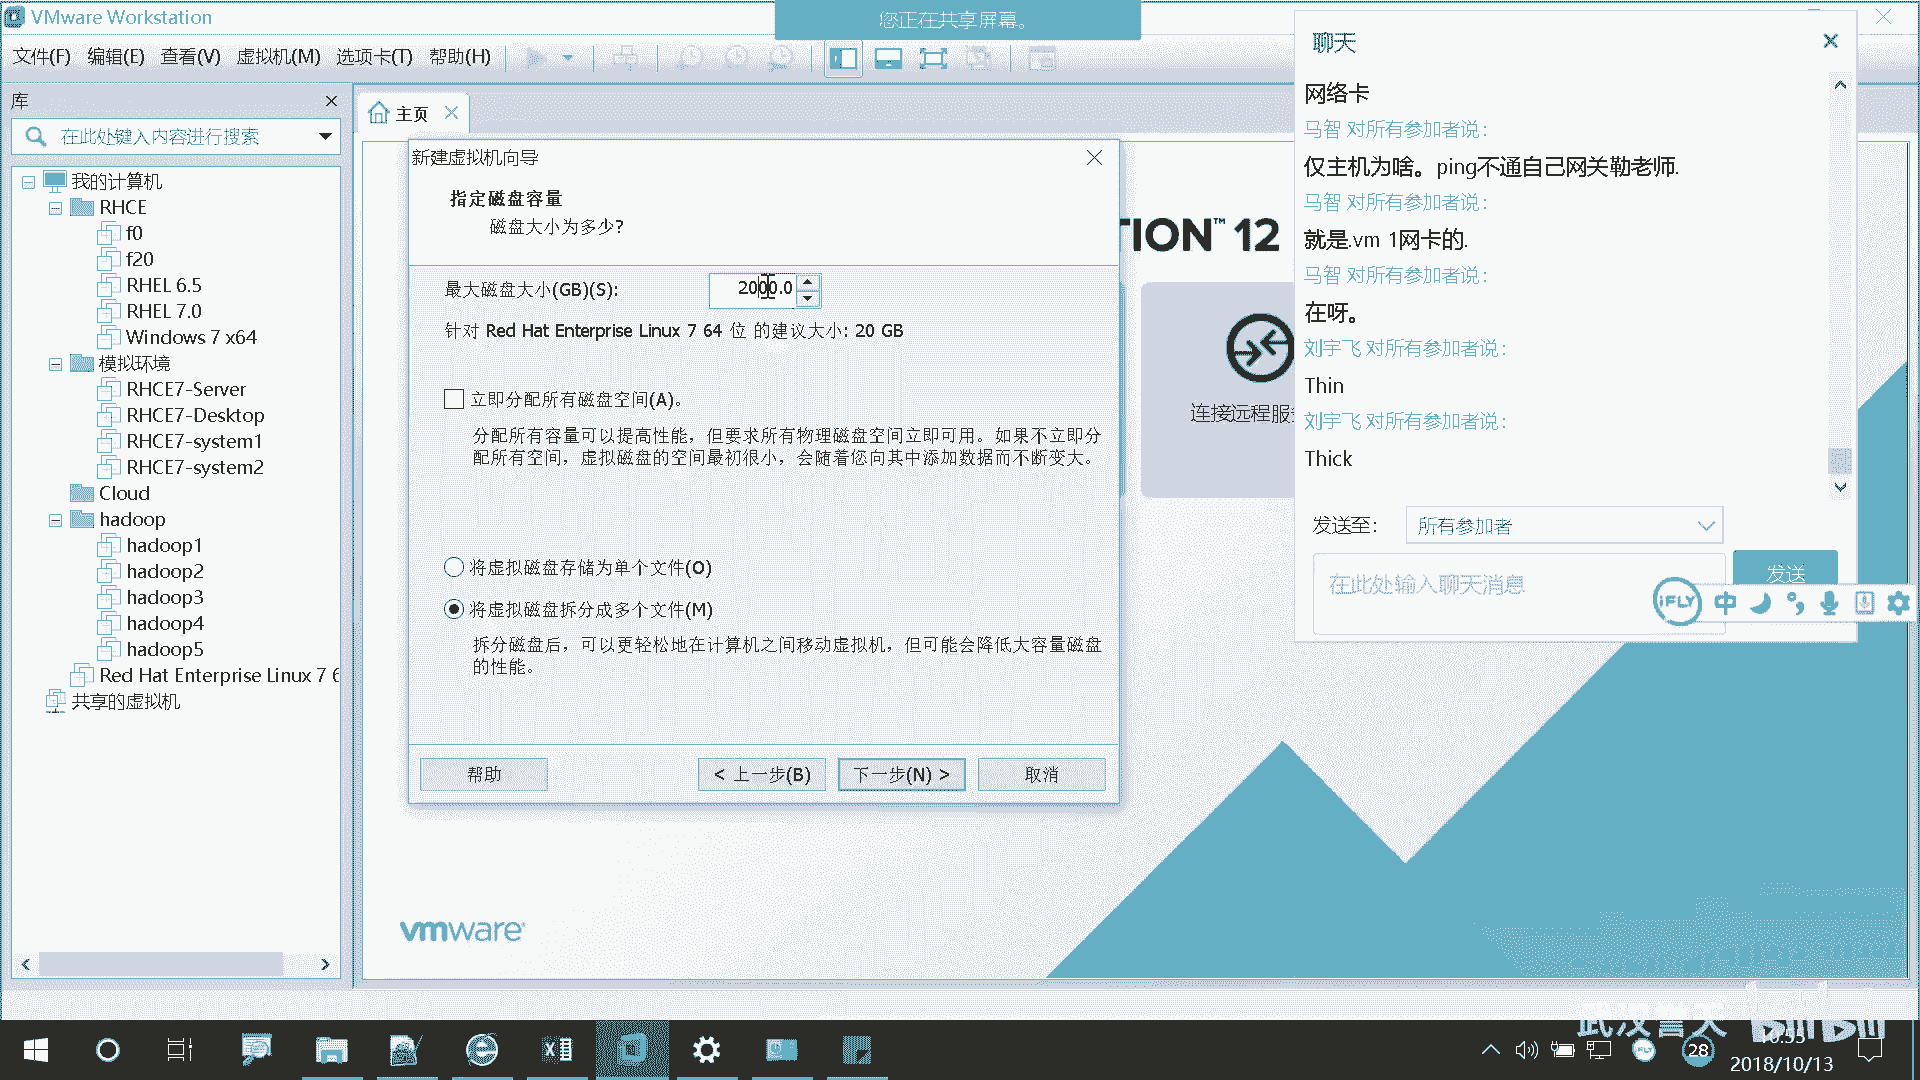 VMware Workstation
您正在共享屏幕。
文件(F) 编辑(E) 查看(V) 虚拟机(M) 选项卡(T) 帮助(H)
库
在此处键入内容进行搜索
我的计算机
RHCE
f0
f20
RHEL 6.5
RHEL 7.0
Windows 7 x64
模拟环境
RHCE7-Server
RHCE7-Desktop
RHCE7-system1
RHCE7-system2
Cloud
hadoop
hadoop1
hadoop2
hadoop3
hadoop4
hadoop5
Red Hat Enterprise Linux 7 6
共享的虚拟机
主页
TION™ 12
连接远程服
vmware
新建虚拟机向导
指定磁盘容量
磁盘大小为多少?
最大磁盘大小(GB)(S): 2000.0
针对 Red Hat Enterprise Linux 7 64 位 的建议大小: 20 GB
立即分配所有磁盘空间(A)。
分配所有容量可以提高性能，但要求所有物理磁盘空间立即可用。如果不立即分
配所有空间，虚拟磁盘的空间最初很小，会随着您向其中添加数据而不断变大。
将虚拟磁盘存储为单个文件(O)
将虚拟磁盘拆分成多个文件(M)
拆分磁盘后，可以更轻松地在计算机之间移动虚拟机，但可能会降低大容量磁盘
的性能。
帮助 < 上一步(B) 下一步(N) > 取消
聊天
网络卡
马智 对所有参加者说:
仅主机为啥。ping不通自己网关勒老师.
马智 对所有参加者说:
就是.vm 1网卡的.
马智 对所有参加者说:
在呀。
刘宇飞 对所有参加者说:
Thin
刘宇飞 对所有参加者说:
Thick
发送至: 所有参加者
在此处输入聊天消息
发送
iFLY 中
武汉誉天 bilibili
28
10:55
2018/10/13